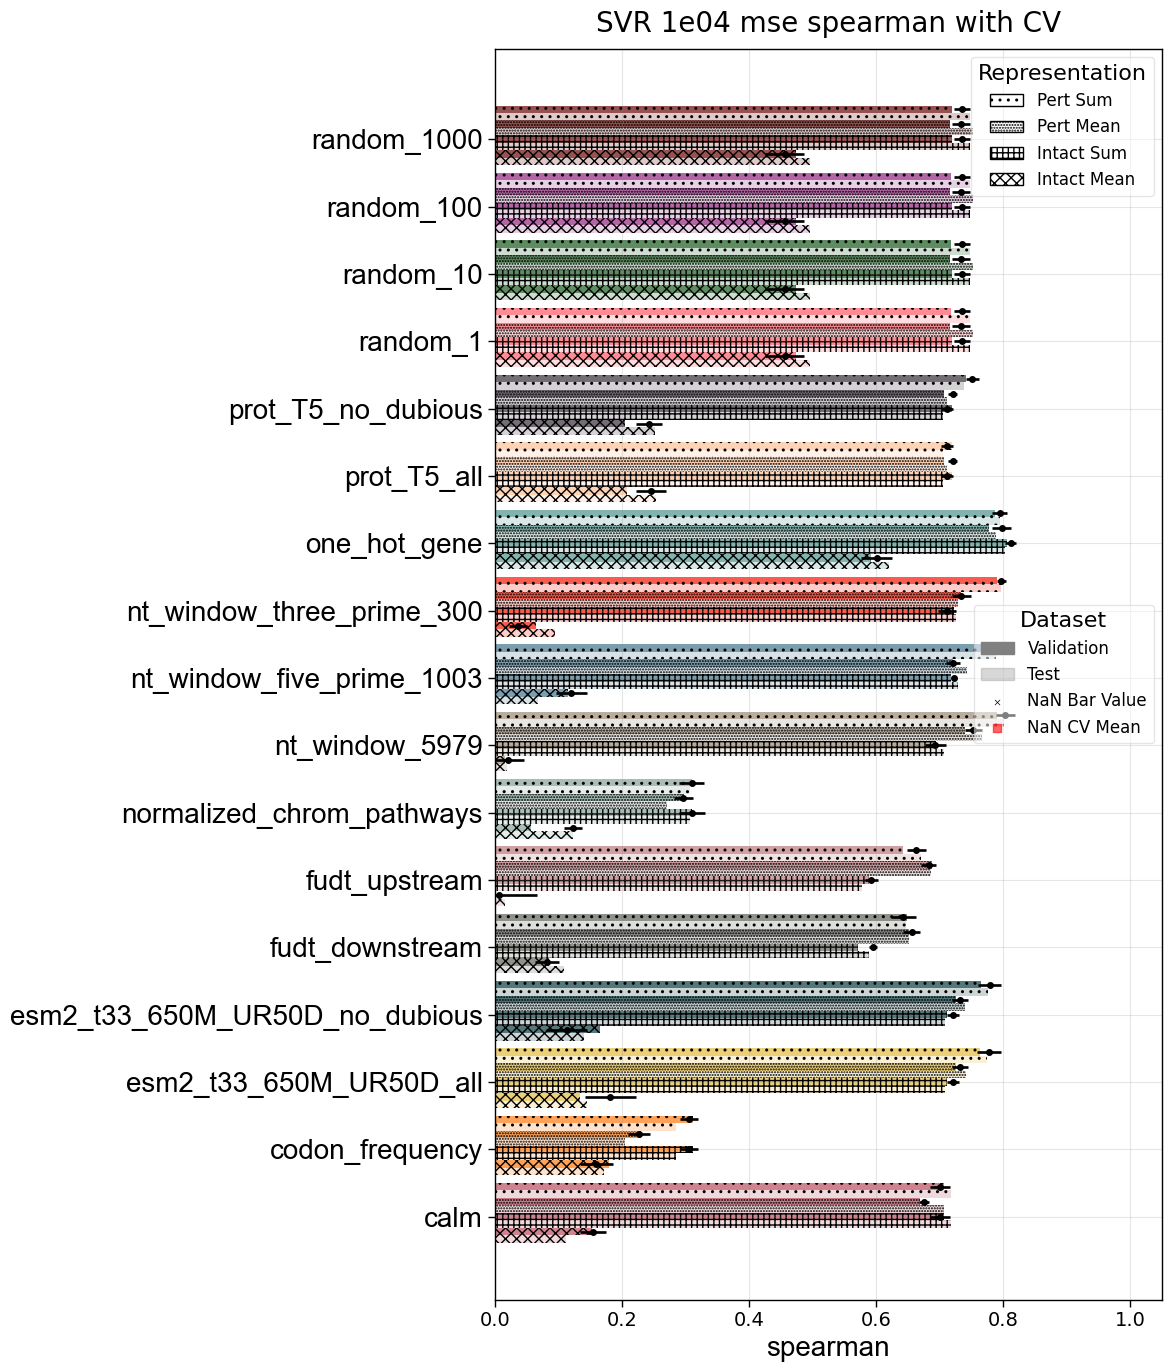 SVR 1e04 mse spearman with CV
Representation
Pert Sum
Pert Mean
Intact Sum
Intact Mean
random_1000
random_100
random_10
random_1
prot_T5_no_dubious
prot_T5_all
one_hot_gene
nt_window_three_prime_300
Dataset
Validation
Test
NaN Bar Value
NaN CV Mean
nt_window_five_prime_1003
nt_window_5979
normalized_chrom_pathways
fudt_upstream
fudt_downstream
esm2_t33_650M_UR50D_no_dubious
esm2_t33_650M_UR50D_all
codon_frequency
calm
0.0 0.2 0.4 0.6 0.8 1.0
spearman